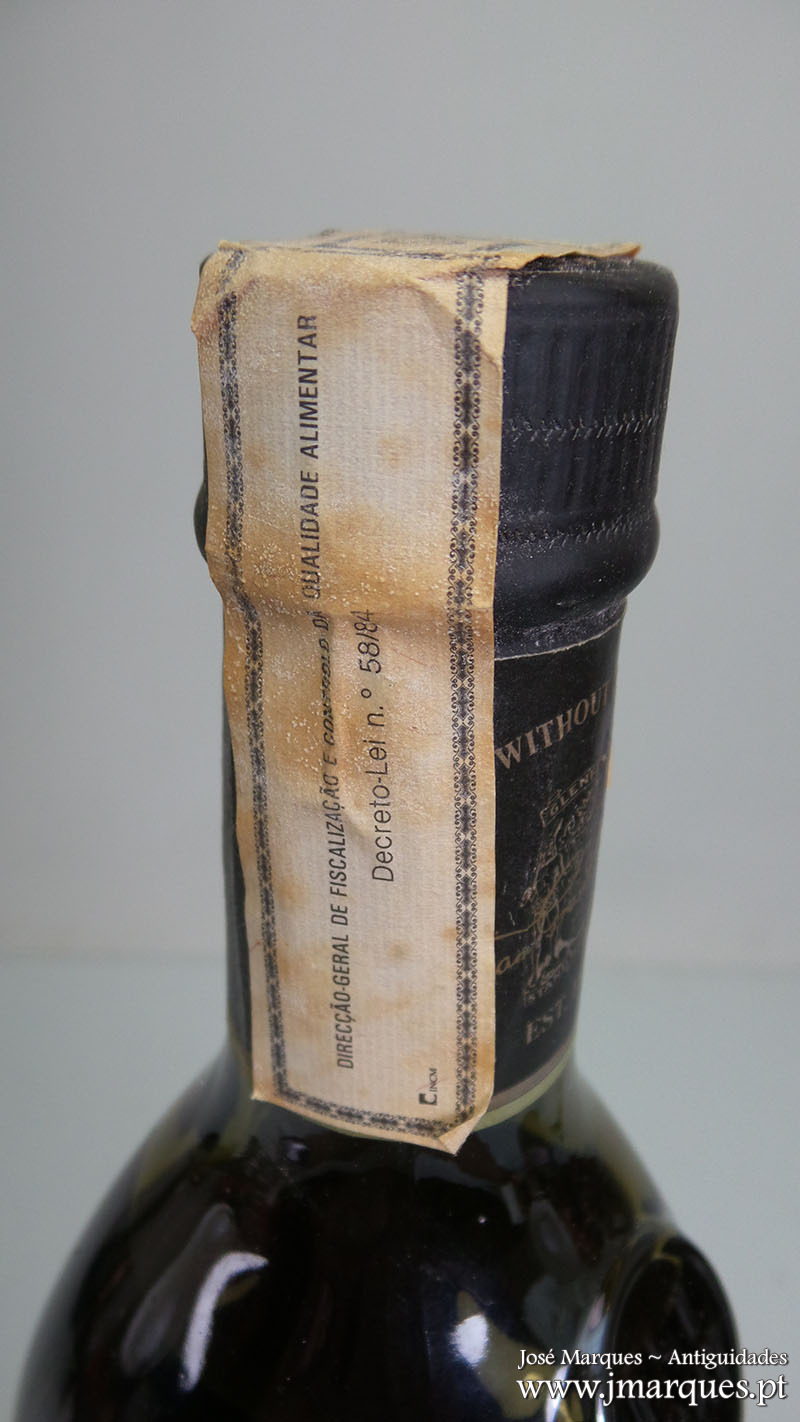 DIRECÇÃO-GERAL DE FISCALIZAÇÃO E CONTROLO DA QUALIDADE ALIMENTAR
Decreto-Lei n.º 58/84
INCM
WITHOUT
EST
José Marques ~ Antiguidades
www.jmarques.pt